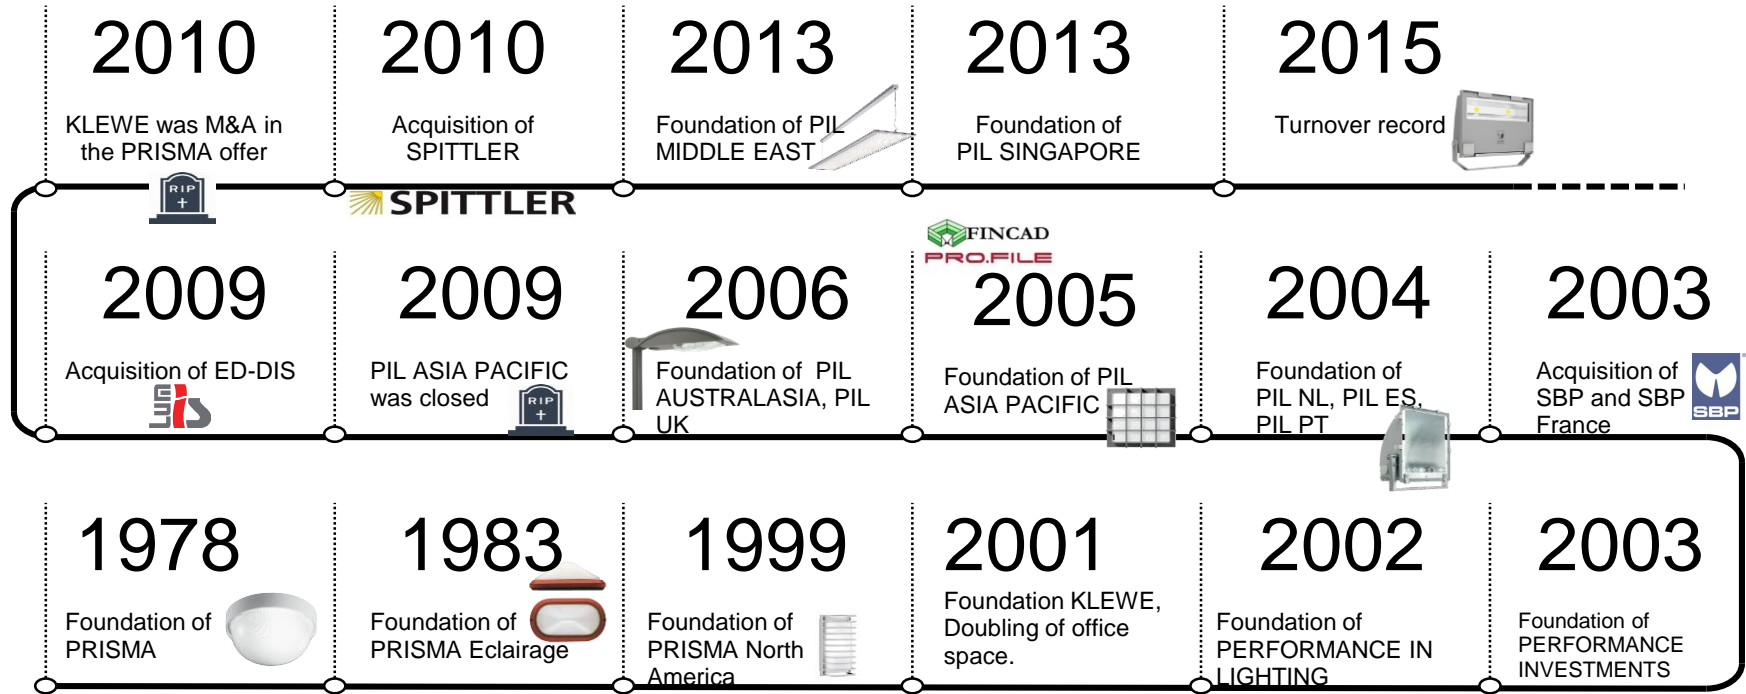 2010
KLEWE was M&A in
the PRISMA offer
RIP
2010
Acquisition of
SPITTLER
SPITTLER
2013
Foundation of PIL
MIDDLE EAST
2013
Foundation of
PIL SINGAPORE
2015
Turnover record
2009
Acquisition of ED-DIS
2009
PIL ASIA PACIFIC
was closed
RIP
2006
Foundation of PIL
AUSTRALASIA, PIL
UK
FINCAD
PRO.FILE
2005
Foundation of PIL
ASIA PACIFIC
2004
Foundation of
PIL NL, PIL ES,
PIL PT
2003
Acquisition of
SBP and SBP
France
SBP
1978
Foundation of
PRISMA
1983
Foundation of
PRISMA Eclairage
1999
Foundation of
PRISMA North
America
2001
Foundation KLEWE,
Doubling of office
space.
2002
Foundation of
PERFORMANCE IN
LIGHTING
2003
Foundation of
PERFORMANCE
INVESTMENTS